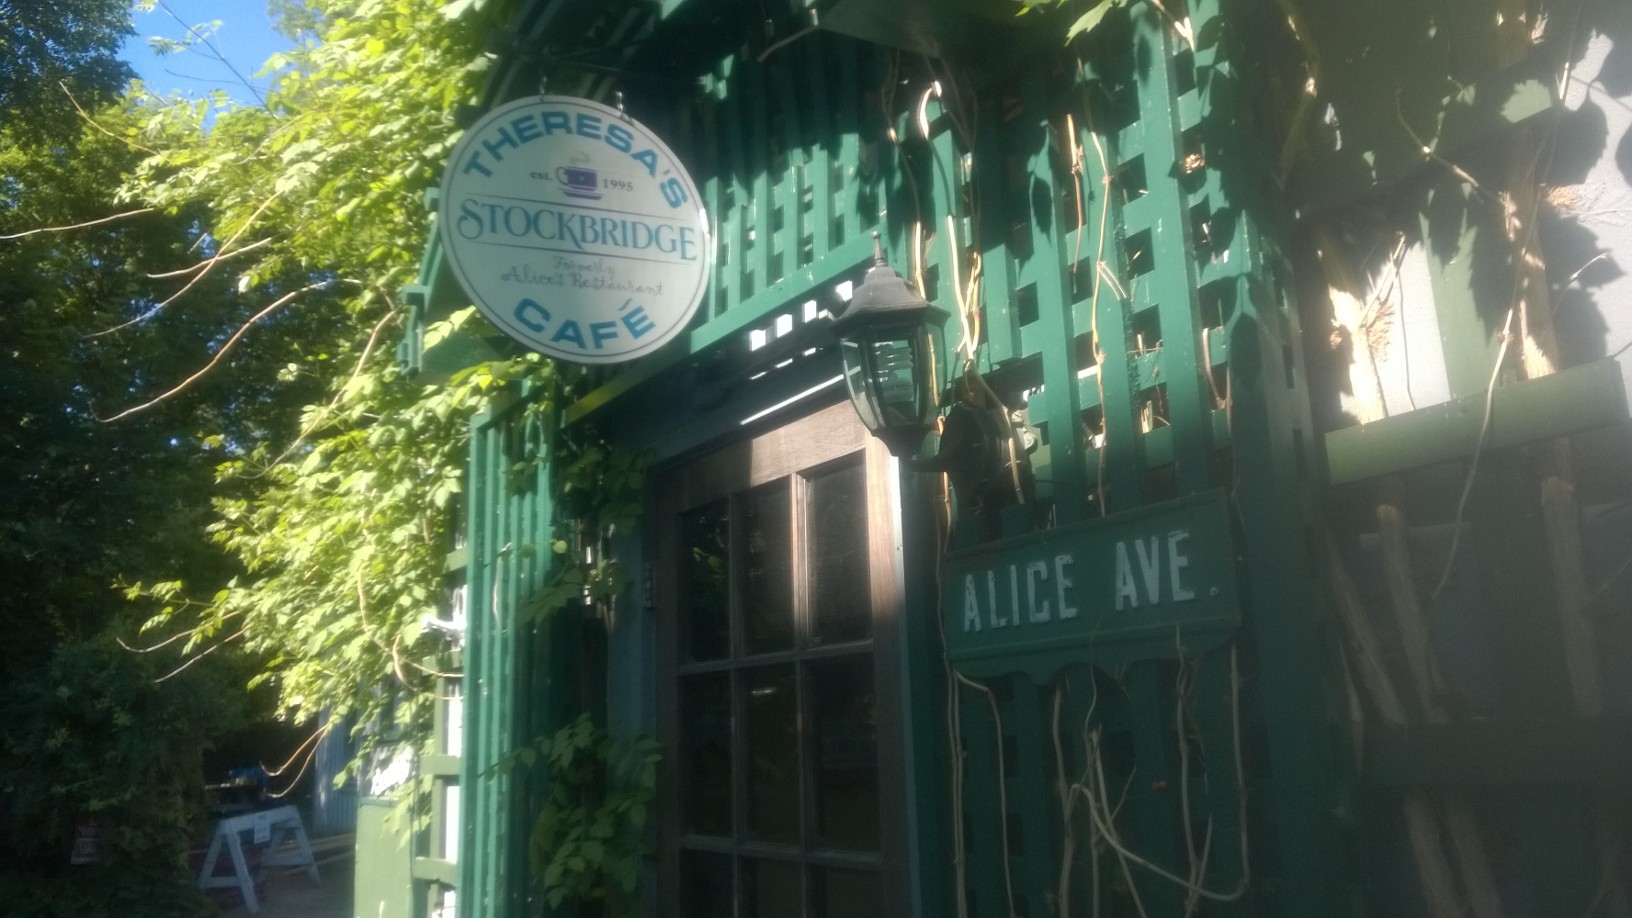 THERESA'S
est. 1995
STOCKBRIDGE
Formerly
Alice's Restaurant
CAFÉ
ALICE AVE.